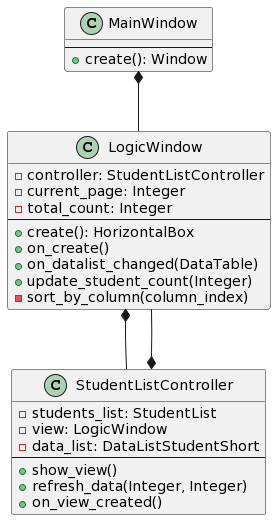 C MainWindow
create(): Window
C LogicWindow
controller: StudentListController
current_page: Integer
total_count: Integer
create(): HorizontalBox
on_create()
on_datalist_changed(DataTable)
update_student_count(Integer)
sort_by_column(column_index)
C StudentListController
students_list: StudentList
view: LogicWindow
data_list: DataListStudentShort
show_view()
refresh_data(Integer, Integer)
on_view_created()